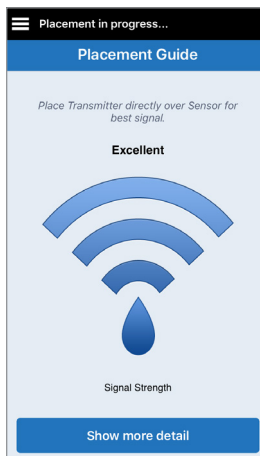 Placement in progress...
Placement Guide
Place Transmitter directly over Sensor for
best signal.
Excellent
Signal Strength
Show more detail